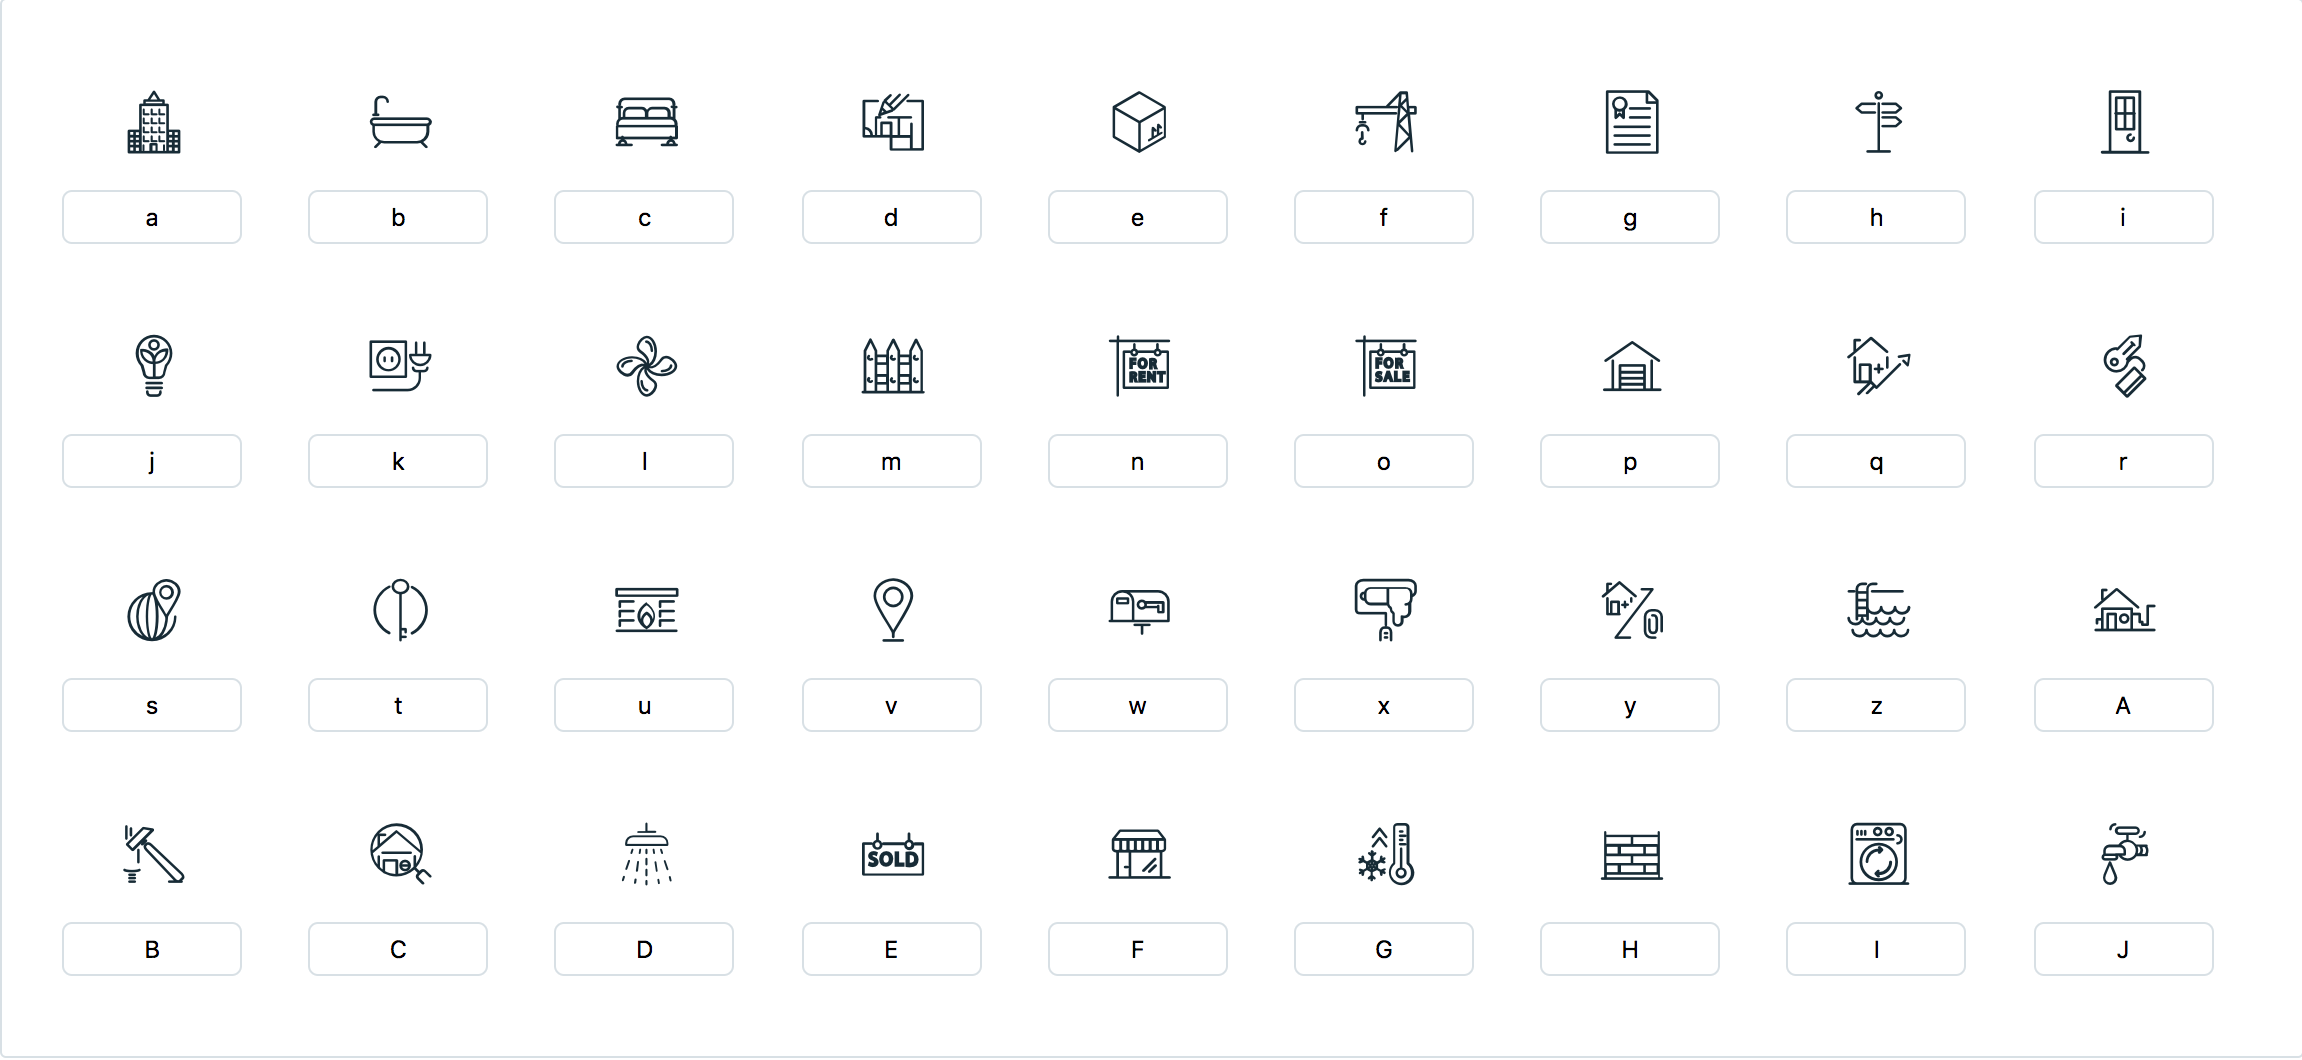 a b c d e f g h i
FOR RENT
FOR SALE
j k l m n o p q r
s t u v w x y z A
SOLD
B C D E F G H I J